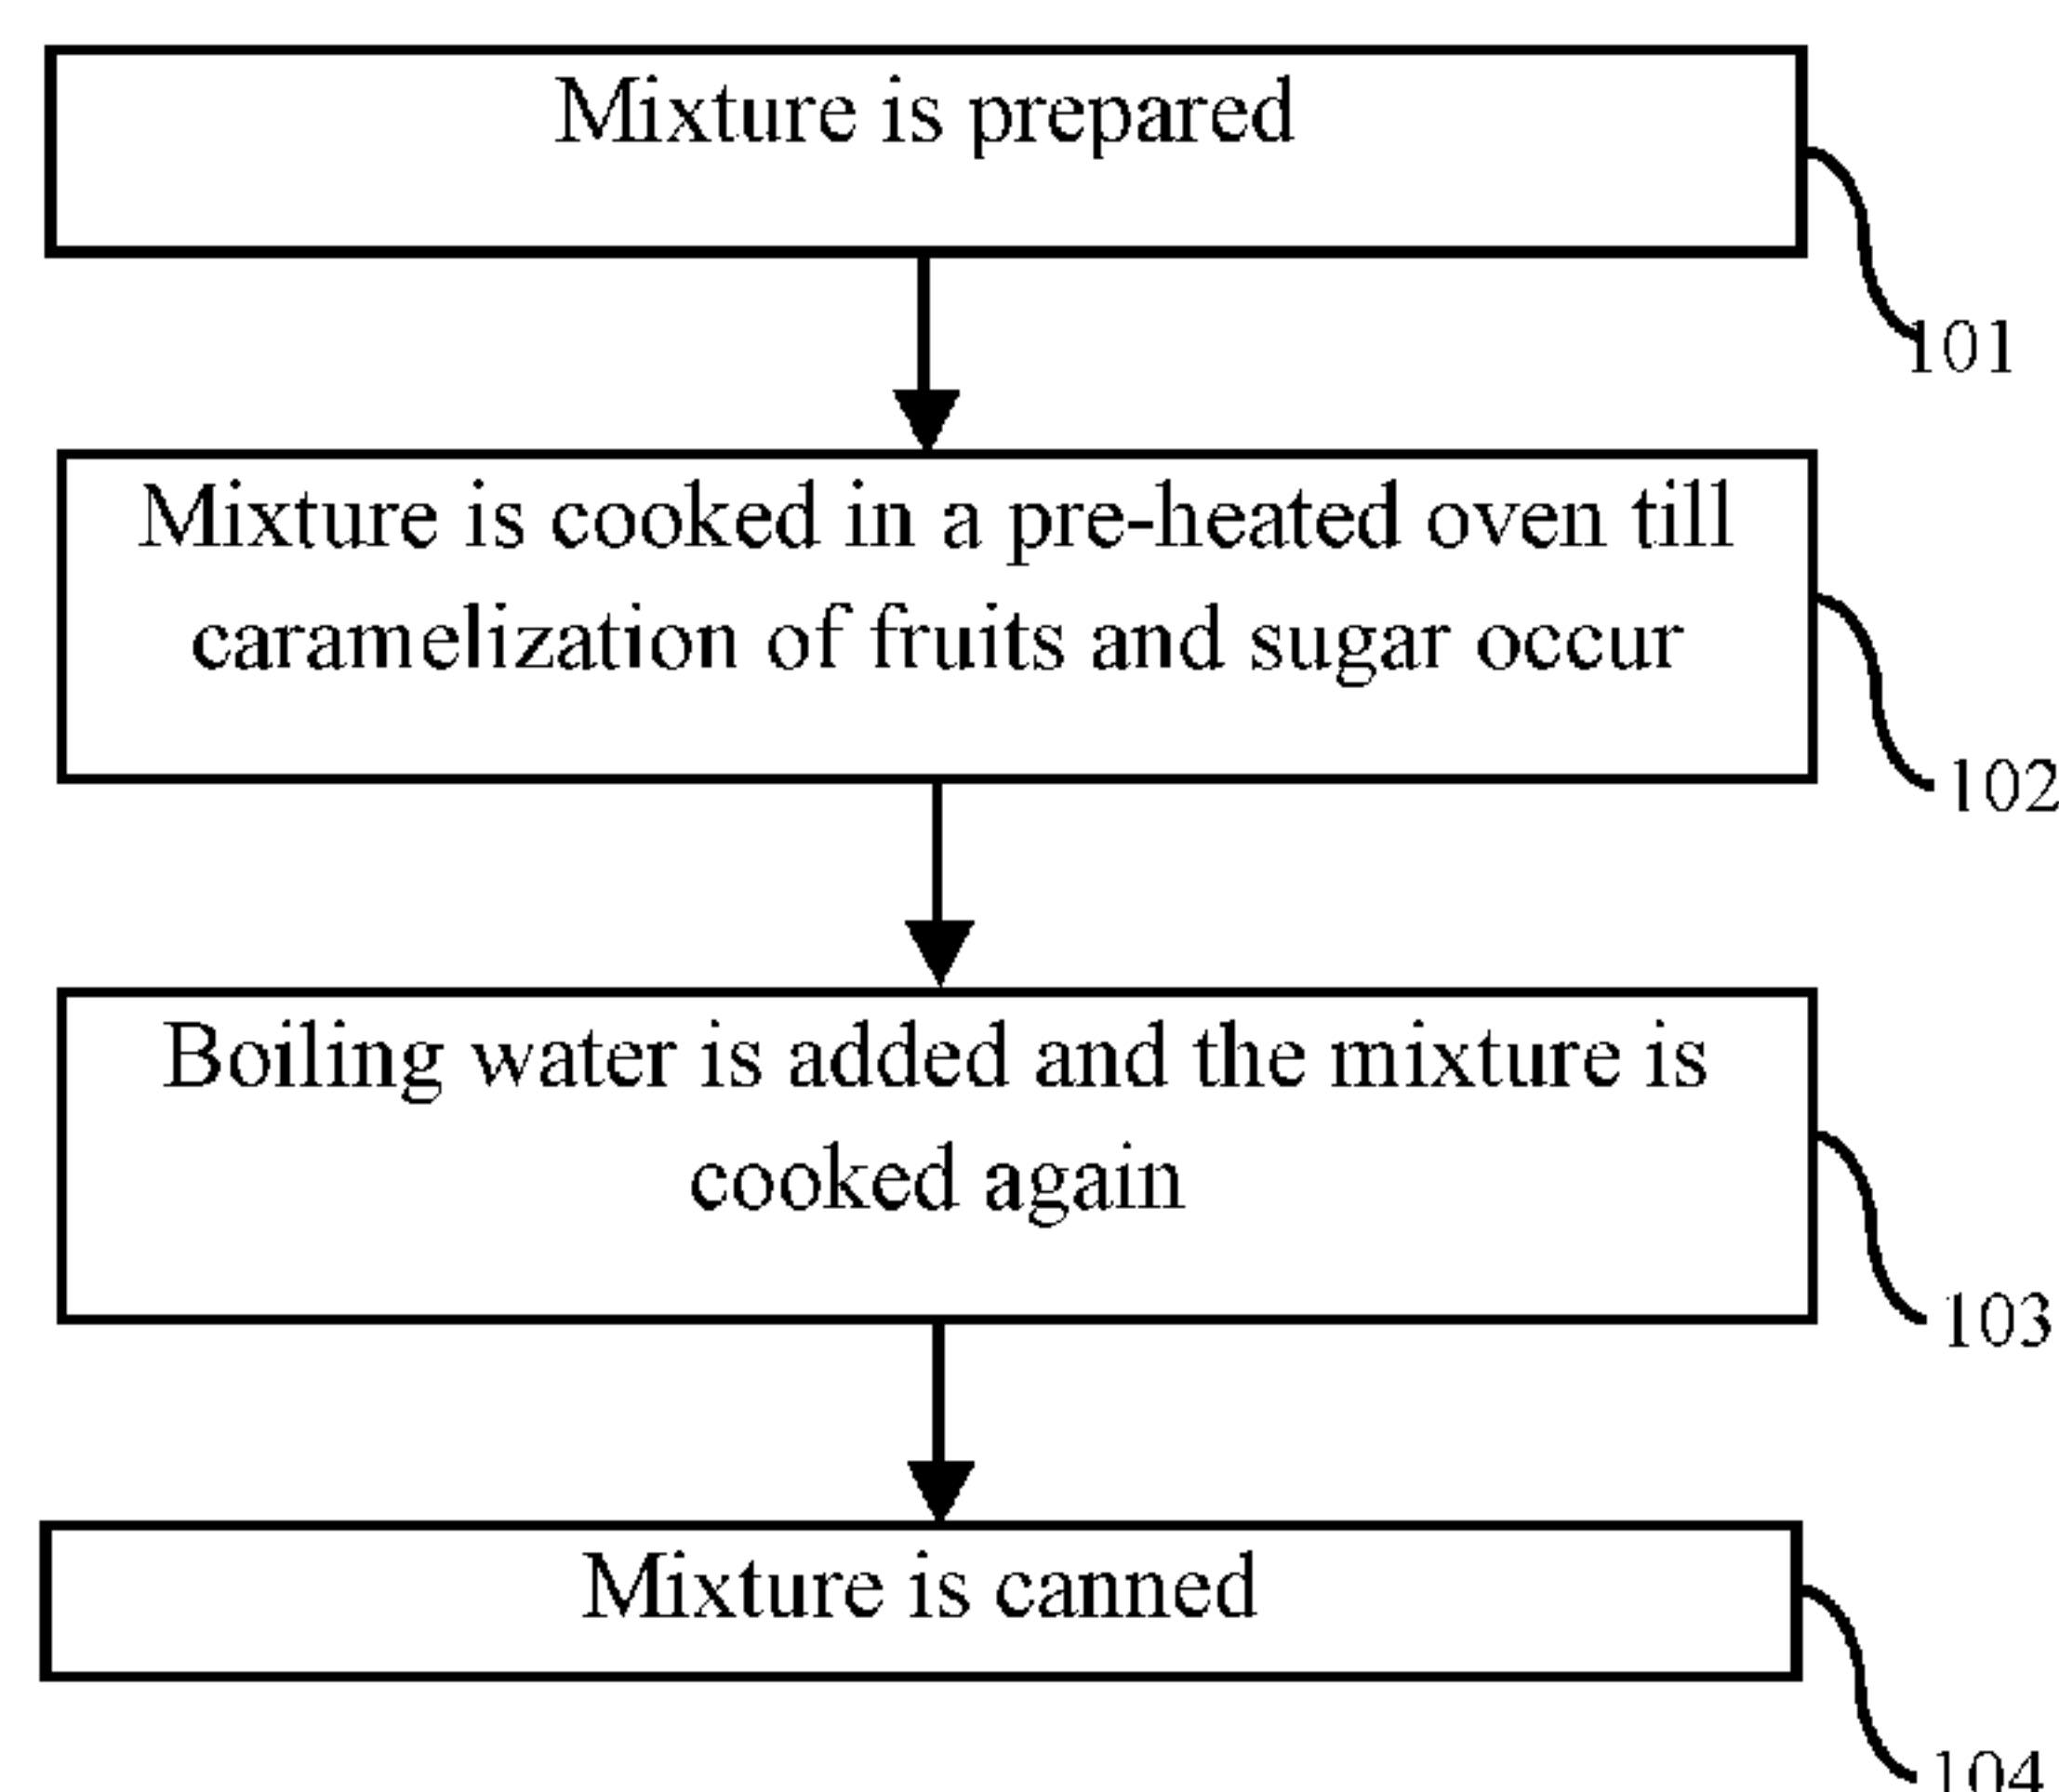 Mixture is prepared
101
Mixture is cooked in a pre-heated oven till
caramelization of fruits and sugar occur
102
Boiling water is added and the mixture is
cooked again
103
Mixture is canned
104